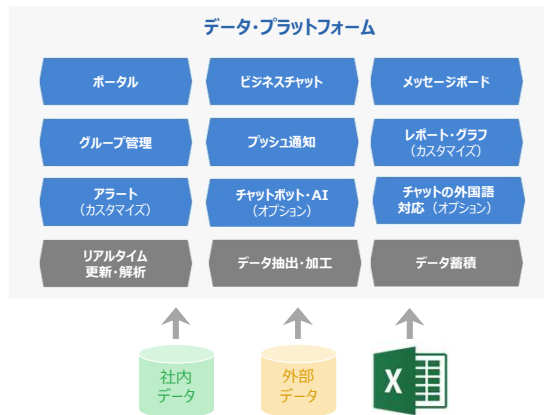 データ・プラットフォーム
ポータル
ビジネスチャット
メッセージボード
グループ管理
プッシュ通知
レポート・グラフ
(カスタマイズ)
アラート
(カスタマイズ)
チャットボット・AI
(オプション)
チャットの外国語
対応(オプション)
リアルタイム
更新・解析
データ抽出・加工
データ蓄積
社内
データ
外部
データ
X